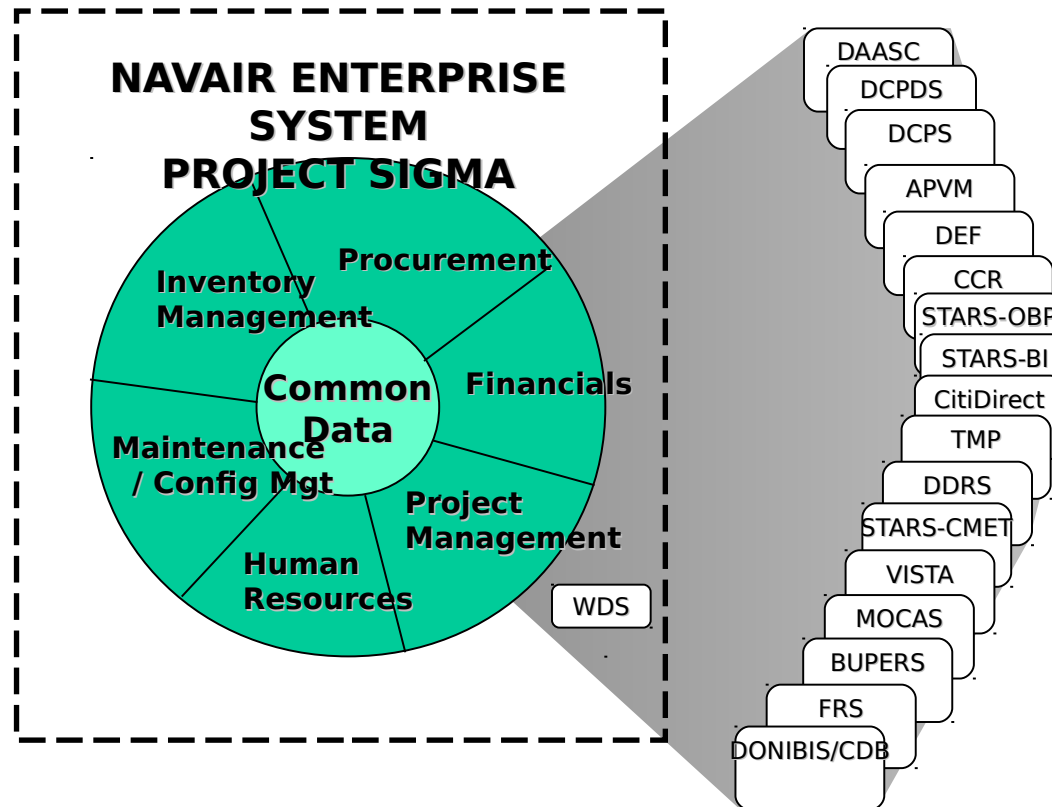 NAVAIR ENTERPRISE
SYSTEM
PROJECT SIGMA
Procurement
Inventory
Management
Financials
Common
Data
Maintenance
/ Config Mgt
Project
Management
Human
Resources
WDS
DAASC
DCPDS
DCPS
APVM
DEF
CCR
STARS-OBP
STARS-BI
CitiDirect
TMP
DDRS
STARS-CMET
VISTA
MOCAS
BUPERS
FRS
DONIBIS/CDB